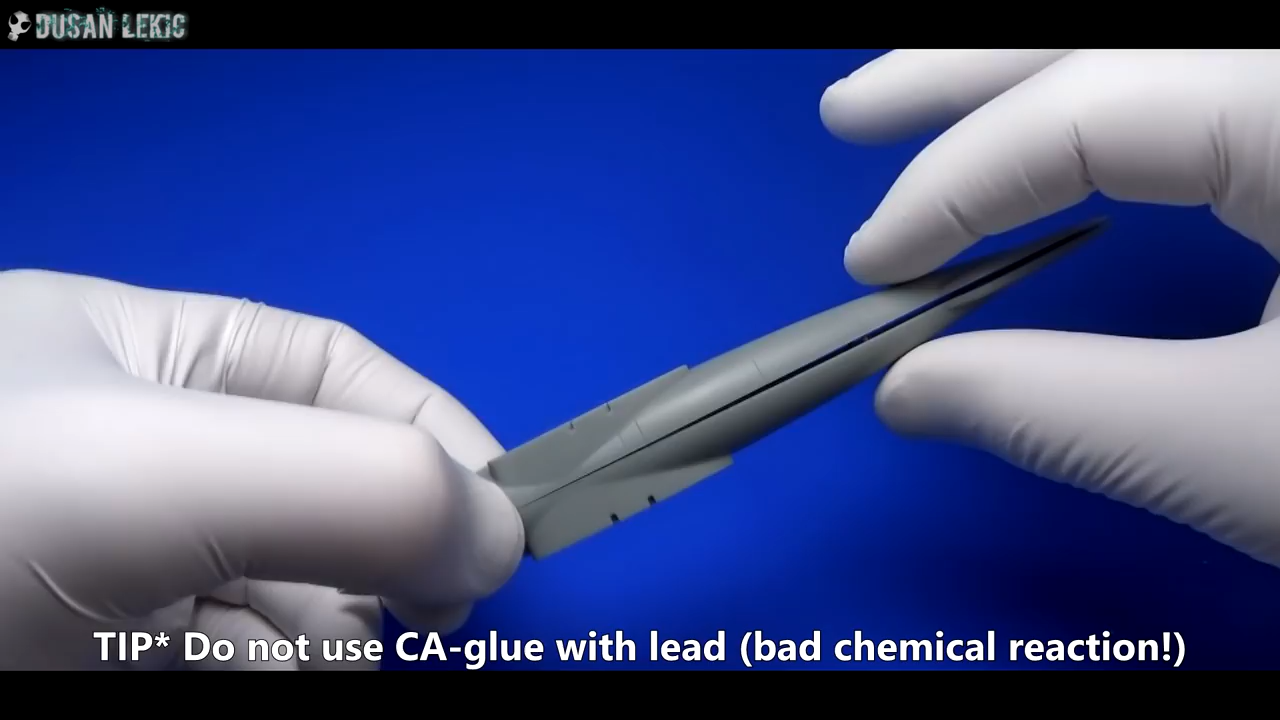 DUSAN LEKIC
TIP* Do not use CA-glue with lead (bad chemical reaction!)